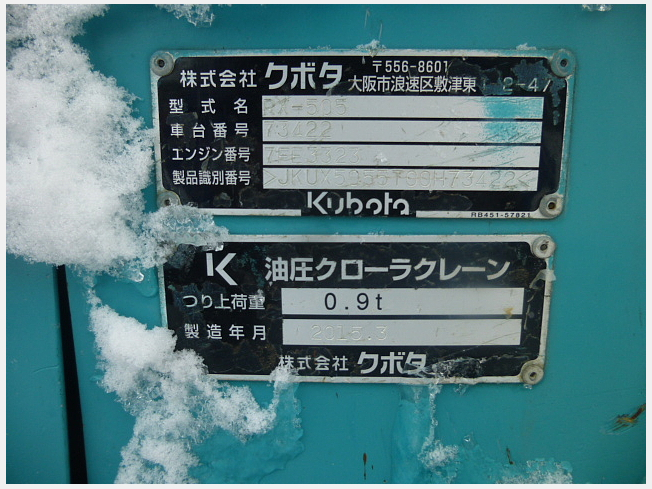 株式会社 クボタ 〒556-8601
大阪市浪速区敷津東 2-47
型式名 RX-505
車台番号 73422
エンジン番号
製品識別番号
Kubota
RB451-57821
K 油圧クローラクレーン
つり上荷重 0.9t
製造年月 2015.3
株式会社 クボタ